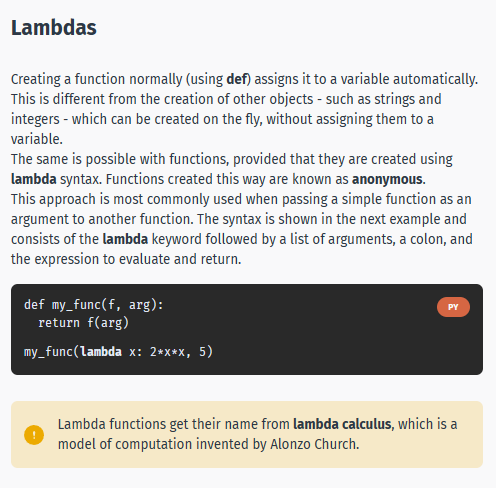 Lambdas
Creating a function normally (using def) assigns it to a variable automatically.
This is different from the creation of other objects - such as strings and
integers - which can be created on the fly, without assigning them to a
variable.
The same is possible with functions, provided that they are created using
lambda syntax. Functions created this way are known as anonymous.
This approach is most commonly used when passing a simple function as an
argument to another function. The syntax is shown in the next example and
consists of the lambda keyword followed by a list of arguments, a colon, and
the expression to evaluate and return.
def my_func(f, arg):
PY
  return f(arg)
my_func(lambda x: 2*x*x, 5)
Lambda functions get their name from lambda calculus, which is a
model of computation invented by Alonzo Church.